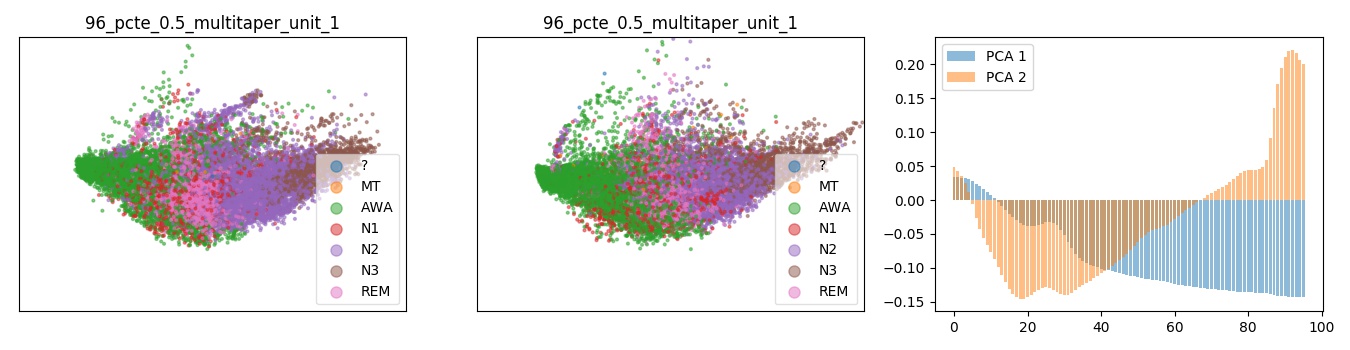 96_pcte_0.5_multitaper_unit_1
?
MT
AWA
N1
N2
N3
REM
96_pcte_0.5_multitaper_unit_1
?
MT
AWA
N1
N2
N3
REM
PCA 1
PCA 2
0.20
0.15
0.10
0.05
0.00
−0.05
−0.10
−0.15
0 20 40 60 80 100